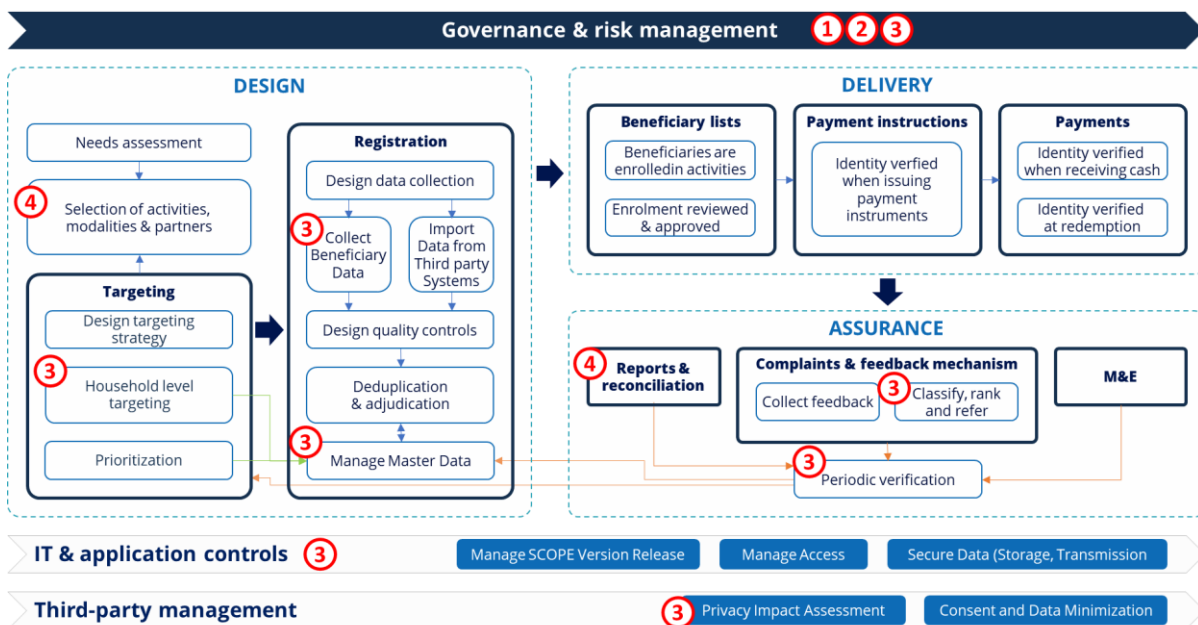 Governance & risk management 1 2 3
DESIGN
Needs assessment
4
Selection of activities,
modalities & partners
Targeting
Design targeting
strategy
3
Household level
targeting
Prioritization
Registration
Design data collection
3
Collect
Beneficiary
Data
Import
Data from
Third party
Systems
Design quality controls
Deduplication
& adjudication
3
Manage Master Data
DELIVERY
Beneficiary lists
Beneficiaries are
enrolledin activities
Enrolment reviewed
& approved
Payment instructions
Identity verfied
when issuing
payment
instruments
Payments
Identity verified
when receiving cash
Identity verified
at redemption
ASSURANCE
4
Reports &
reconciliation
Complaints & feedback mechanism
Collect feedback
3
Classify, rank
and refer
M&E
3
Periodic verification
IT & application controls 3
Manage SCOPE Version Release
Manage Access
Secure Data (Storage, Transmission
Third-party management
3
Privacy Impact Assessment
Consent and Data Minimization